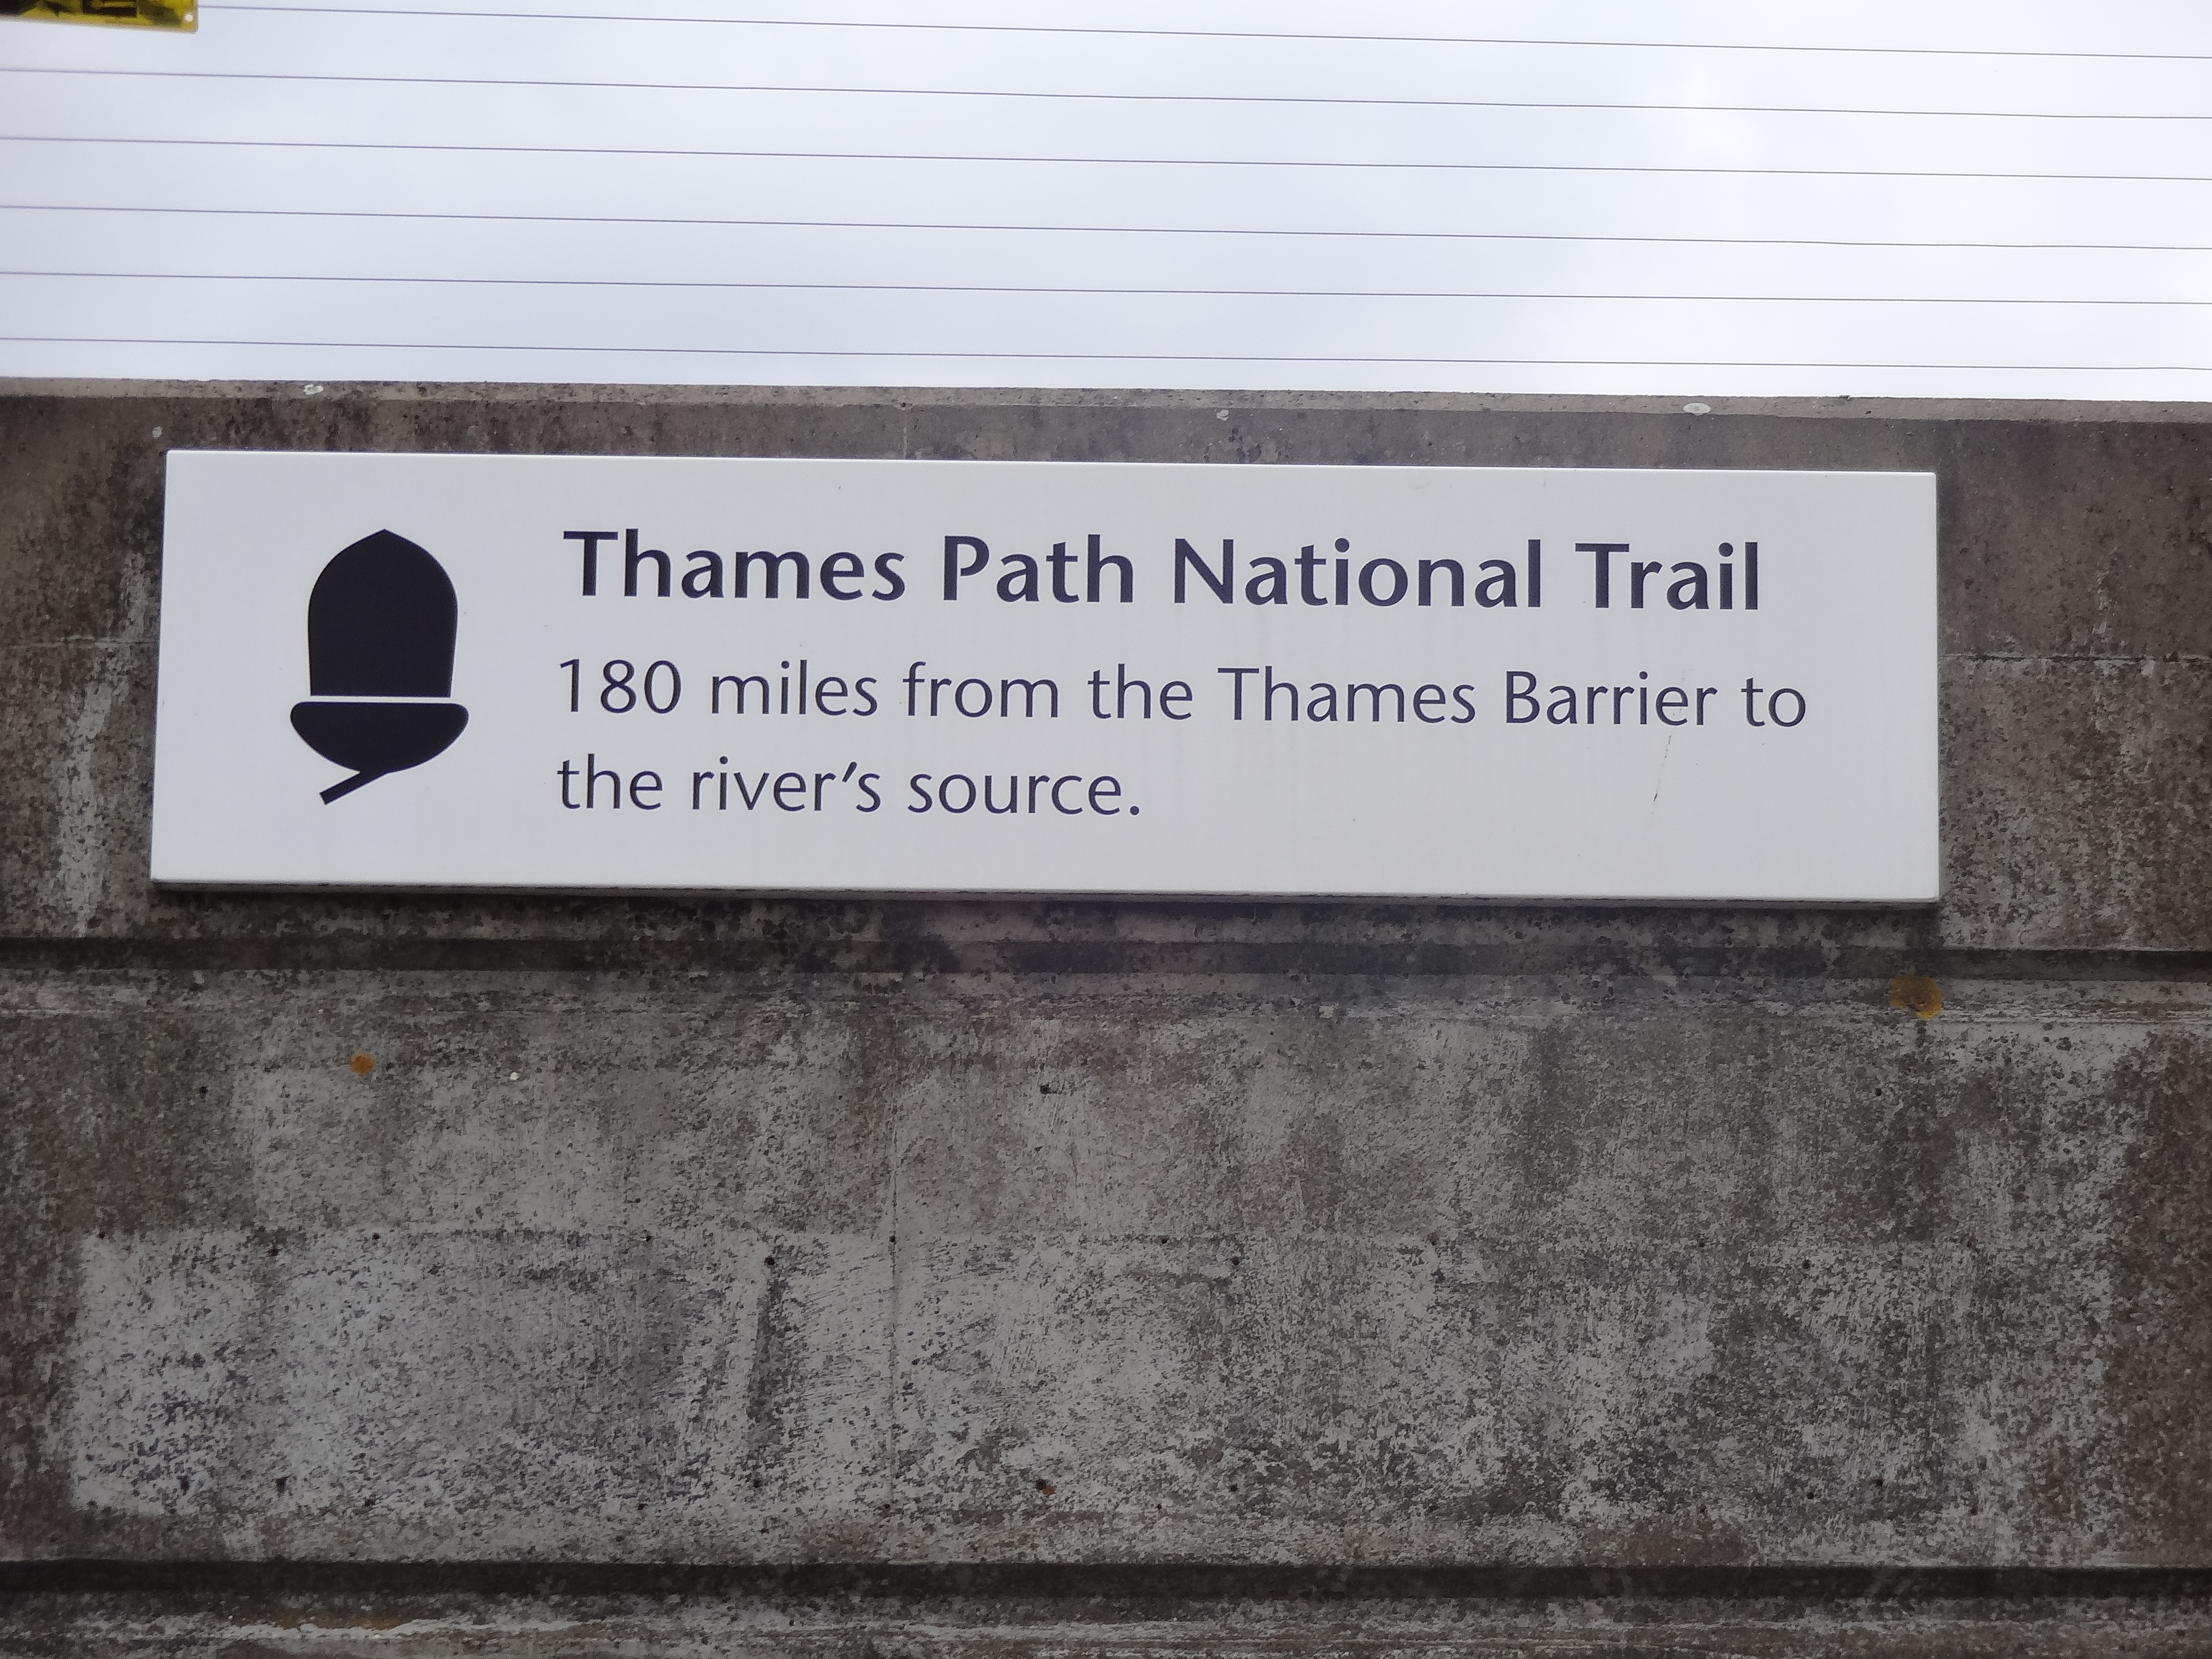 Thames Path National Trail
180 miles from the Thames Barrier to
the river’s source.